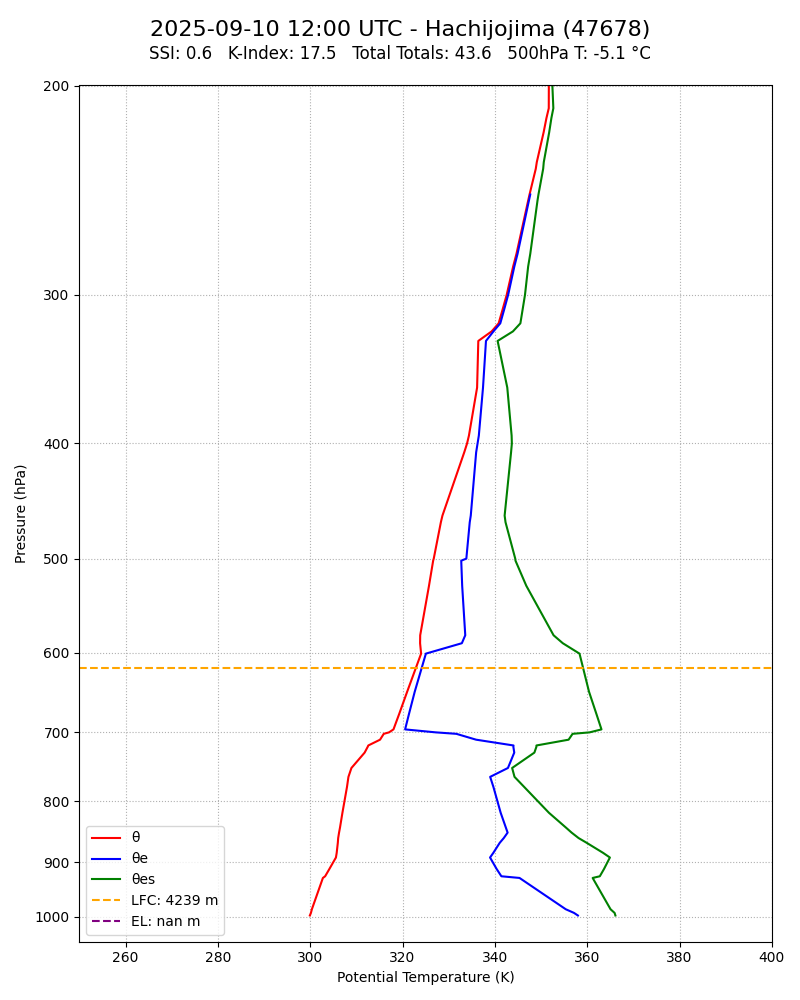 2025-09-10 12:00 UTC - Hachijojima (47678)
SSI: 0.6   K-Index: 17.5   Total Totals: 43.6   500hPa T: -5.1 °C
200
300
400
500
600
700
800
900
1000
Pressure (hPa)
θ
θe
θes
LFC: 4239 m
EL: nan m
260
280
300
320
340
360
380
400
Potential Temperature (K)